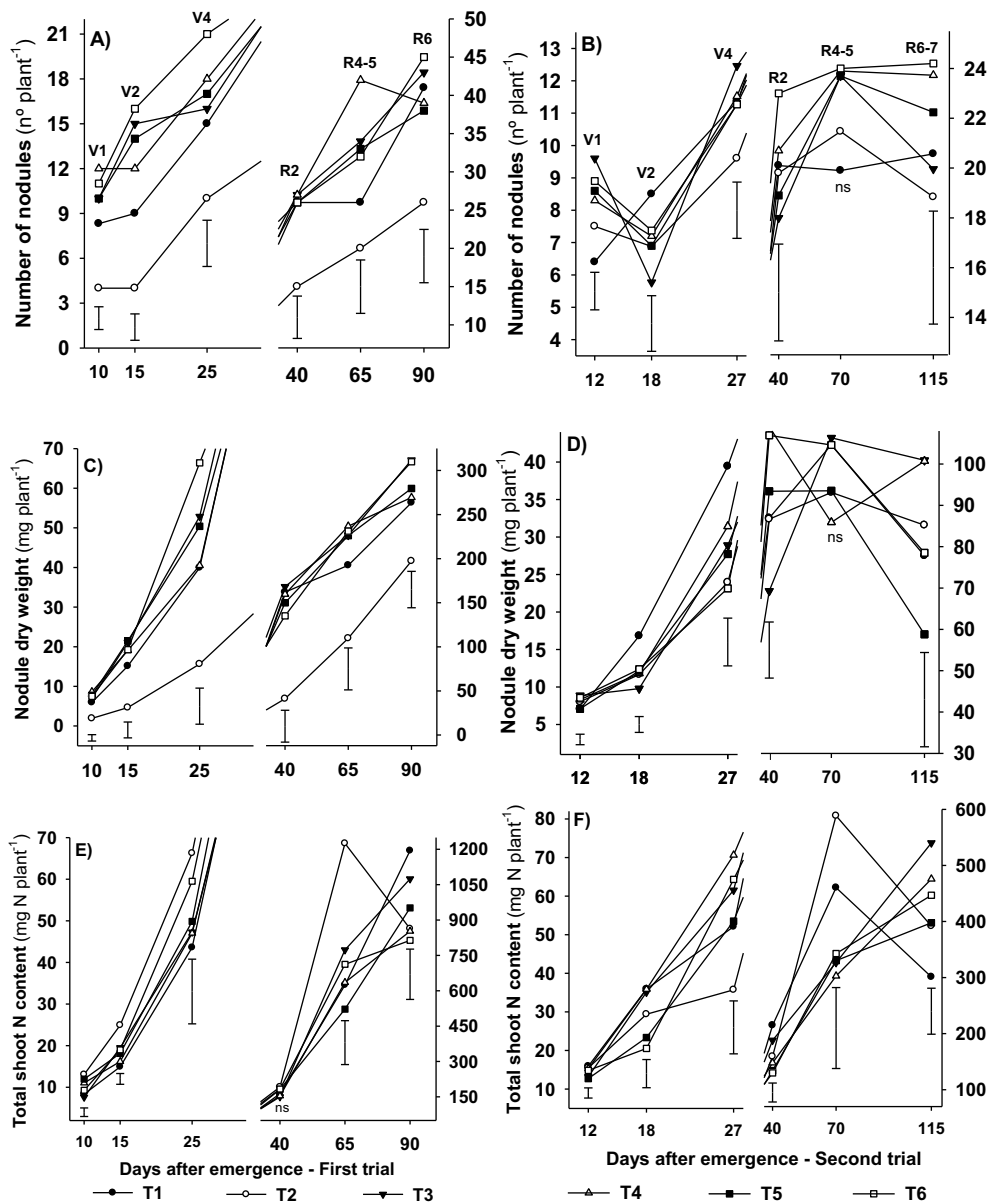 A)
Number of nodules (nº plant⁻¹)
21
18
15
12
9
6
3
0
V1
V2
V4
R2
R4-5
R6
50
45
40
35
30
25
20
15
10
10 15 25 40 65 90
B)
Number of nodules (nº plant⁻¹)
13
12
11
10
9
8
7
6
5
4
V1
V2
V4
R2
R4-5
R6-7
ns
24
22
20
18
16
14
12 18 27 40 70 115
C)
Nodule dry weight (mg plant⁻¹)
70
60
50
40
30
20
10
0
300
250
200
150
100
50
0
10 15 25 40 65 90
D)
Nodule dry weight (mg plant⁻¹)
40
35
30
25
20
15
10
5
ns
100
90
80
70
60
50
40
30
12 18 27 40 70 115
E)
Total shoot N content (mg N plant⁻¹)
70
60
50
40
30
20
10
ns
1200
1050
900
750
600
450
300
150
10 15 25 40 65 90
Days after emergence - First trial
F)
Total shoot N content (mg N plant⁻¹)
80
70
60
50
40
30
20
10
600
500
400
300
200
100
12 18 27 40 70 115
Days after emergence - Second trial
T1 T2 T3 T4 T5 T6